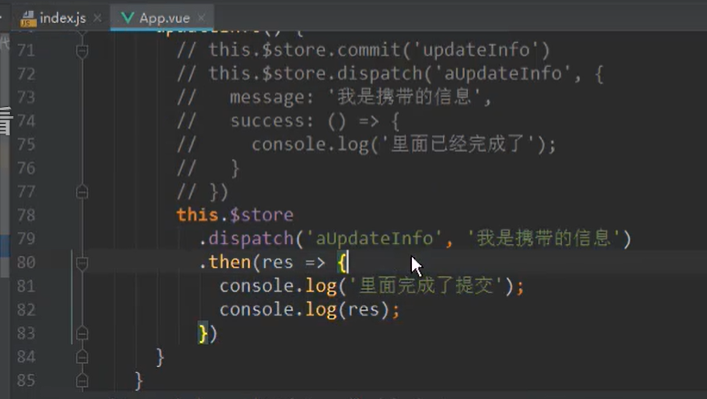 index.js
App.vue
代
看
updateInfo() {
71 // this.$store.commit('updateInfo')
72 // this.$store.dispatch('aUpdateInfo', {
73 //   message: '我是携带的信息',
74 //   success: () => {
75 //     console.log('里面已经完成了');
76 //   }
77 // })
78 this.$store
79 .dispatch('aUpdateInfo', '我是携带的信息')
80 .then(res => {
81 console.log('里面完成了提交');
82 console.log(res);
83 })
84 }
85 }